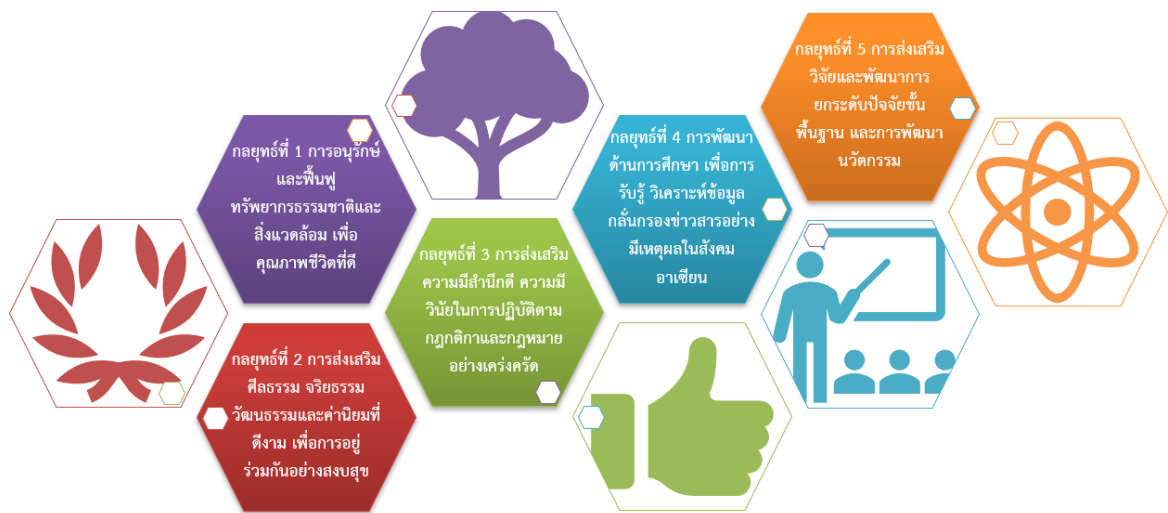 กลยุทธ์ที่ 1 การอนุรักษ์
และฟื้นฟู
ทรัพยากรธรรมชาติและ
สิ่งแวดล้อม เพื่อ
คุณภาพชีวิตที่ดี
กลยุทธ์ที่ 2 การส่งเสริม
ศีลธรรม จริยธรรม
วัฒนธรรมและค่านิยมที่
ดีงาม เพื่อการอยู่
ร่วมกันอย่างสงบสุข
กลยุทธ์ที่ 3 การส่งเสริม
ความมีสำนึกดี ความมี
วินัยในการปฏิบัติตาม
กฎกติกาและกฎหมาย
อย่างเคร่งครัด
กลยุทธ์ที่ 4 การพัฒนา
ด้านการศึกษา เพื่อการ
รับรู้ วิเคราะห์ข้อมูล
กลั่นกรองข่าวสารอย่าง
มีเหตุผลในสังคม
อาเซียน
กลยุทธ์ที่ 5 การส่งเสริม
วิจัยและพัฒนาการ
ยกระดับปัจจัยขั้น
พื้นฐาน และการพัฒนา
นวัตกรรม